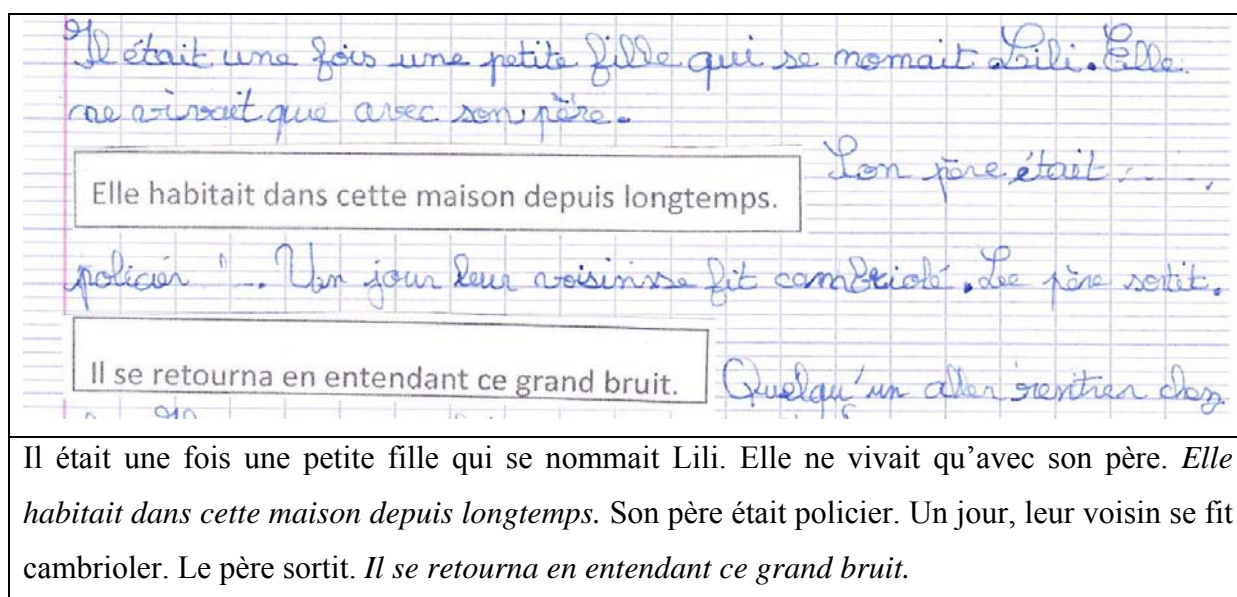 Il était une fois une petite fille qui se nomait Lili. Elle
ne vivait que avec son père.
Elle habitait dans cette maison depuis longtemps.
Son père était
policier. Un jour leur voisin se fit cambriolé. Le père sortit.
Il se retourna en entendant ce grand bruit.
Quelqu'un aller rentrer chez
Il était une fois une petite fille qui se nommait Lili. Elle ne vivait qu’avec son père. Elle
habitait dans cette maison depuis longtemps. Son père était policier. Un jour, leur voisin se fit
cambrioler. Le père sortit. Il se retourna en entendant ce grand bruit.